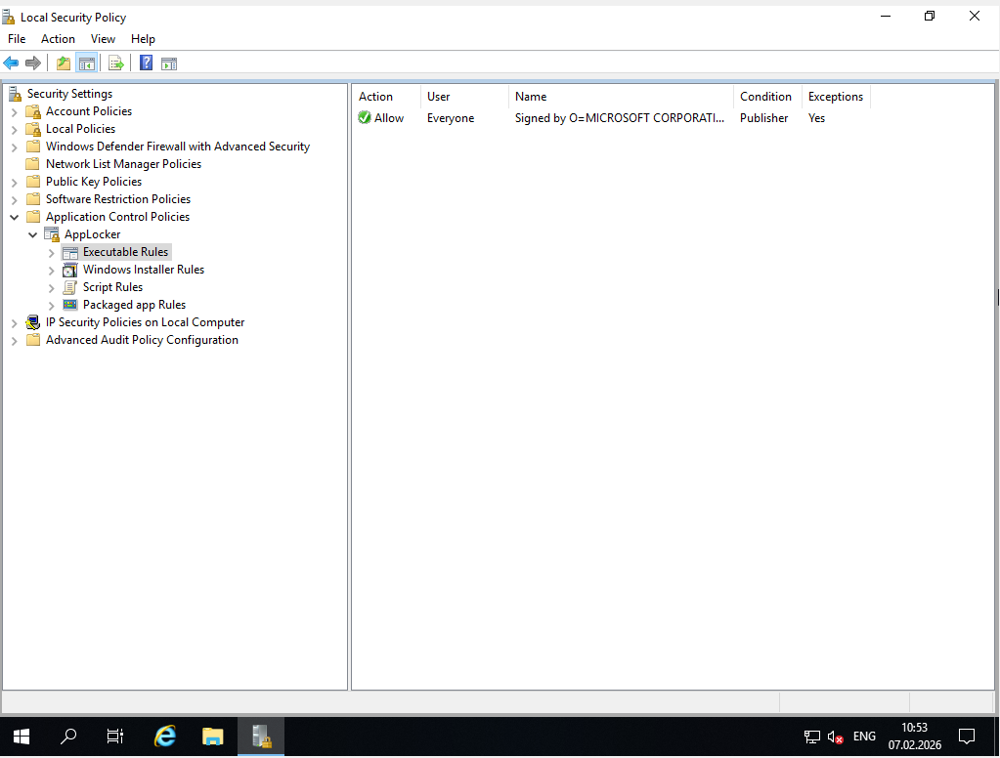 Local Security Policy
File Action View Help
Security Settings
Account Policies
Local Policies
Windows Defender Firewall with Advanced Security
Network List Manager Policies
Public Key Policies
Software Restriction Policies
Application Control Policies
AppLocker
Executable Rules
Windows Installer Rules
Script Rules
Packaged app Rules
IP Security Policies on Local Computer
Advanced Audit Policy Configuration
Action User Name Condition Exceptions
Allow Everyone Signed by O=MICROSOFT CORPORATI... Publisher Yes
ENG
10:53
07.02.2026